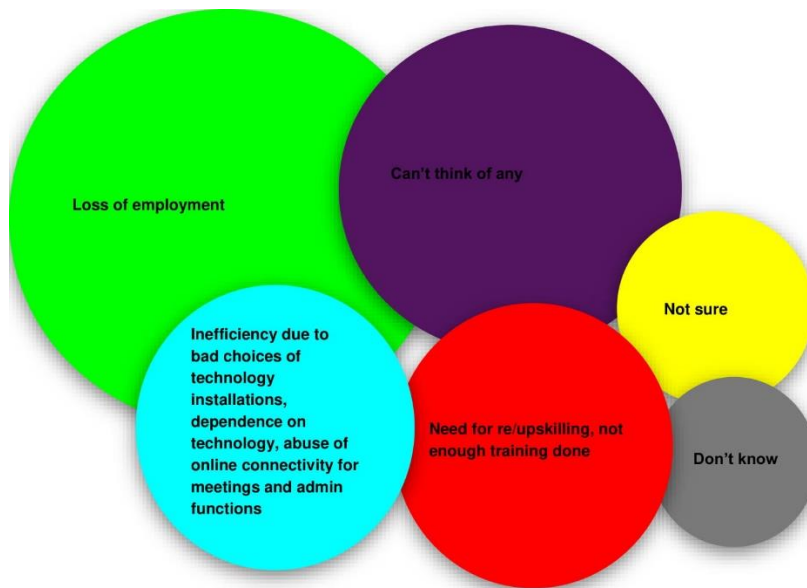 Can't think of any
Loss of employment
Not sure
Inefficiency due to
bad choices of
technology
installations,
dependence on
technology, abuse of
online connectivity for
meetings and admin
functions
Need for re/upskilling, not
enough training done
Don’t know